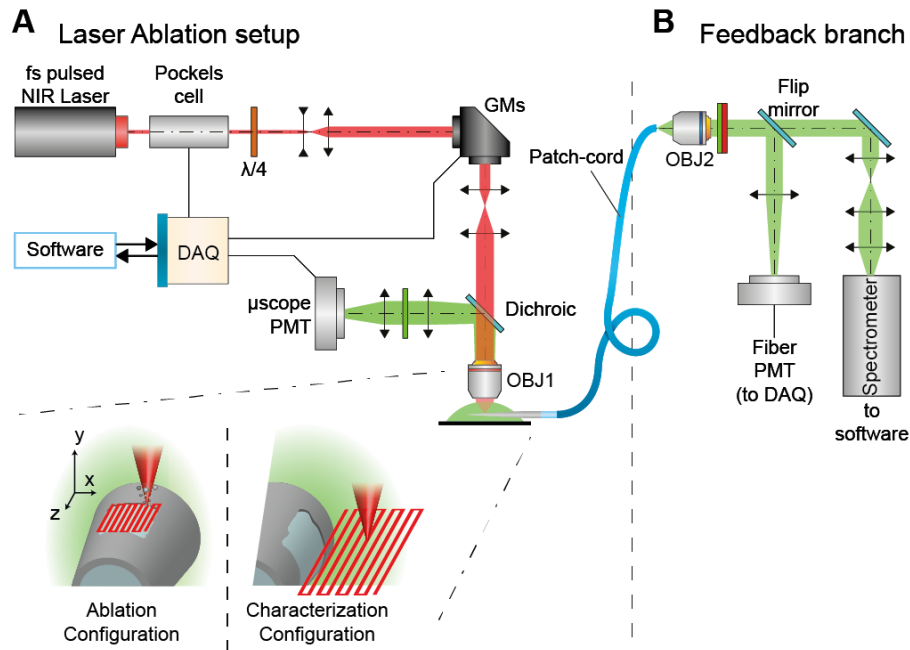 A
Laser Ablation setup
fs pulsed
NIR Laser
Pockels
cell
λ/4
GMs
Software
DAQ
μscope
PMT
Dichroic
OBJ1
Patch-cord
y
x
z
Ablation
Configuration
Characterization
Configuration
B
Feedback branch
Flip
mirror
OBJ2
Fiber
PMT
(to DAQ)
Spectrometer
to
software